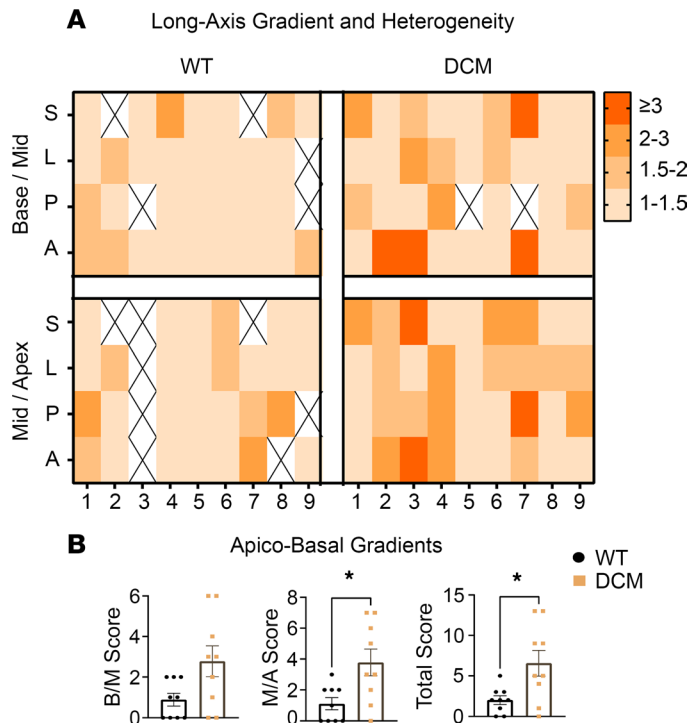 A Long-Axis Gradient and Heterogeneity
WT DCM
Base / Mid
S
L
P
A
≥3
2-3
1.5-2
1-1.5
Mid / Apex
S
L
P
A
1 2 3 4 5 6 7 8 9 1 2 3 4 5 6 7 8 9
B Apico-Basal Gradients
WT
DCM
B/M Score
6
4
2
0
M/A Score
8
6
4
2
0
*
Total Score
15
10
5
0
*